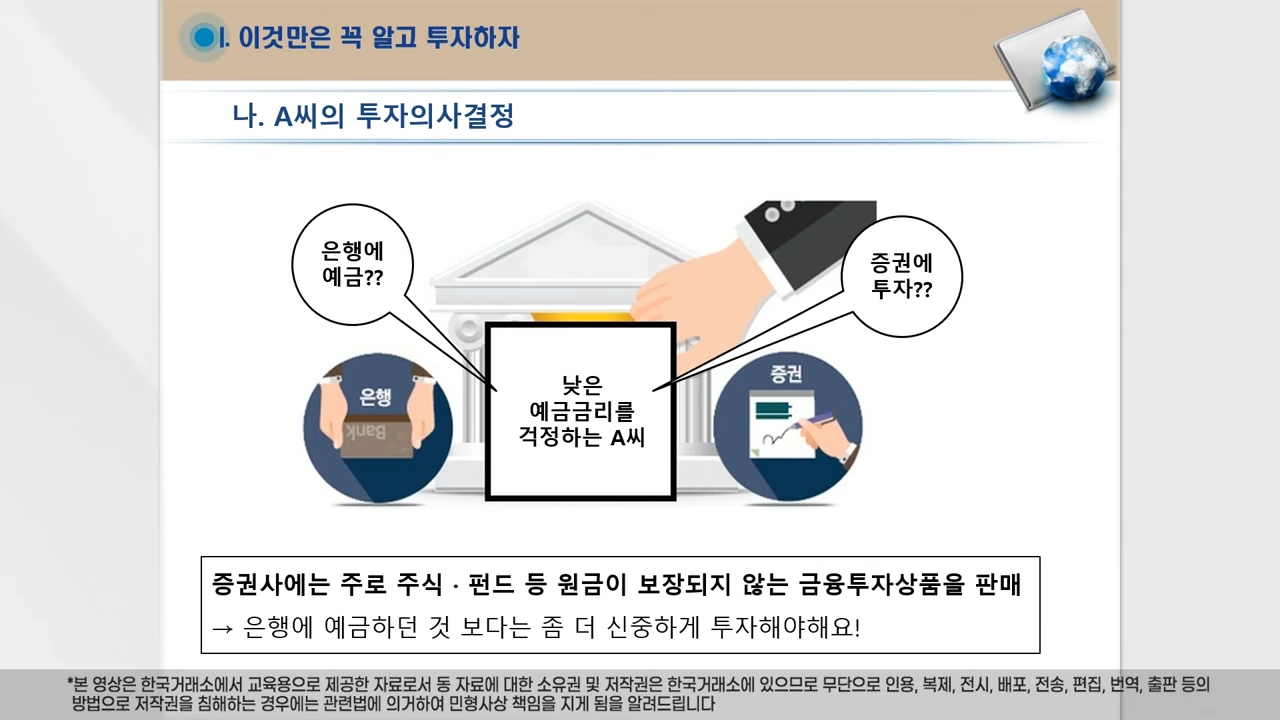 I. 이것만은 꼭 알고 투자하자
나. A씨의 투자의사결정
은행에
예금??
증권에
투자??
은행
Bank
낮은
예금금리를
걱정하는 A씨
증권
증권사에는 주로 주식 · 펀드 등 원금이 보장되지 않는 금융투자상품을 판매
→ 은행에 예금하던 것 보다는 좀 더 신중하게 투자해야해요!
*본 영상은 한국거래소에서 교육용으로 제공한 자료로서 동 자료에 대한 소유권 및 저작권은 한국거래소에 있으므로 무단으로 인용, 복제, 전시, 배포, 전송, 편집, 번역, 출판 등의
방법으로 저작권을 침해하는 경우에는 관련법에 의거하여 민형사상 책임을 지게 됨을 알려드립니다